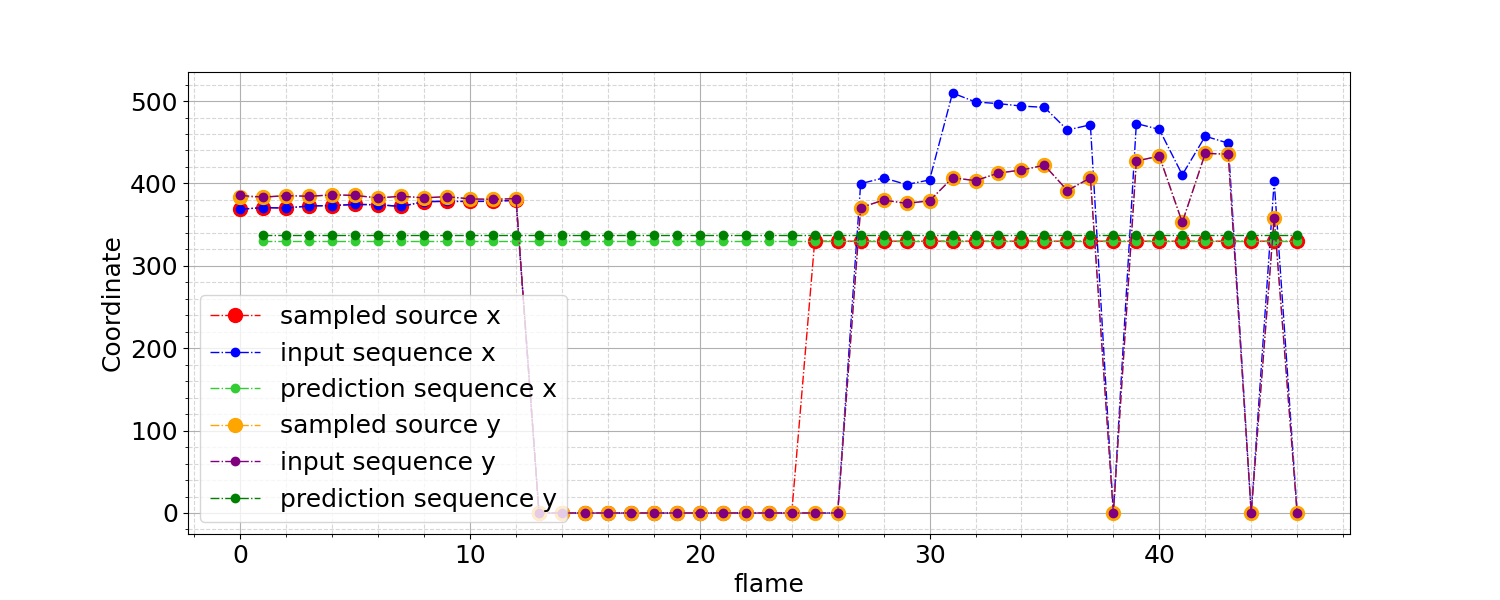 500
400
300
200
100
0
Coordinate
sampled source x
input sequence x
prediction sequence x
sampled source y
input sequence y
prediction sequence y
0 10 20 30 40
flame